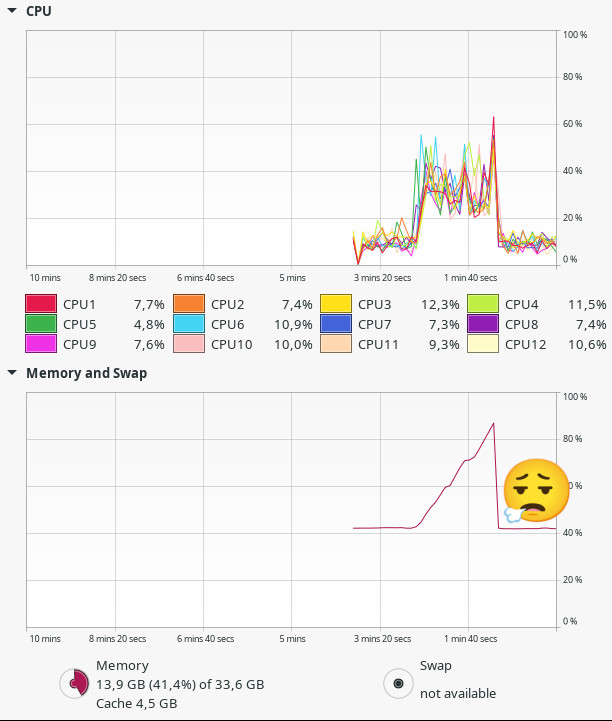 CPU
100 %
80 %
60 %
40 %
20 %
0 %
10 mins 8 mins 20 secs 6 mins 40 secs 5 mins 3 mins 20 secs 1 min 40 secs
CPU1 7,7% CPU2 7,4% CPU3 12,3% CPU4 11,5%
CPU5 4,8% CPU6 10,9% CPU7 7,3% CPU8 7,4%
CPU9 7,6% CPU10 10,0% CPU11 9,3% CPU12 10,6%
Memory and Swap
100 %
80 %
0 %
40 %
20 %
0 %
10 mins 8 mins 20 secs 6 mins 40 secs 5 mins 3 mins 20 secs 1 min 40 secs
Memory
13,9 GB (41,4%) of 33,6 GB
Cache 4,5 GB
Swap
not available